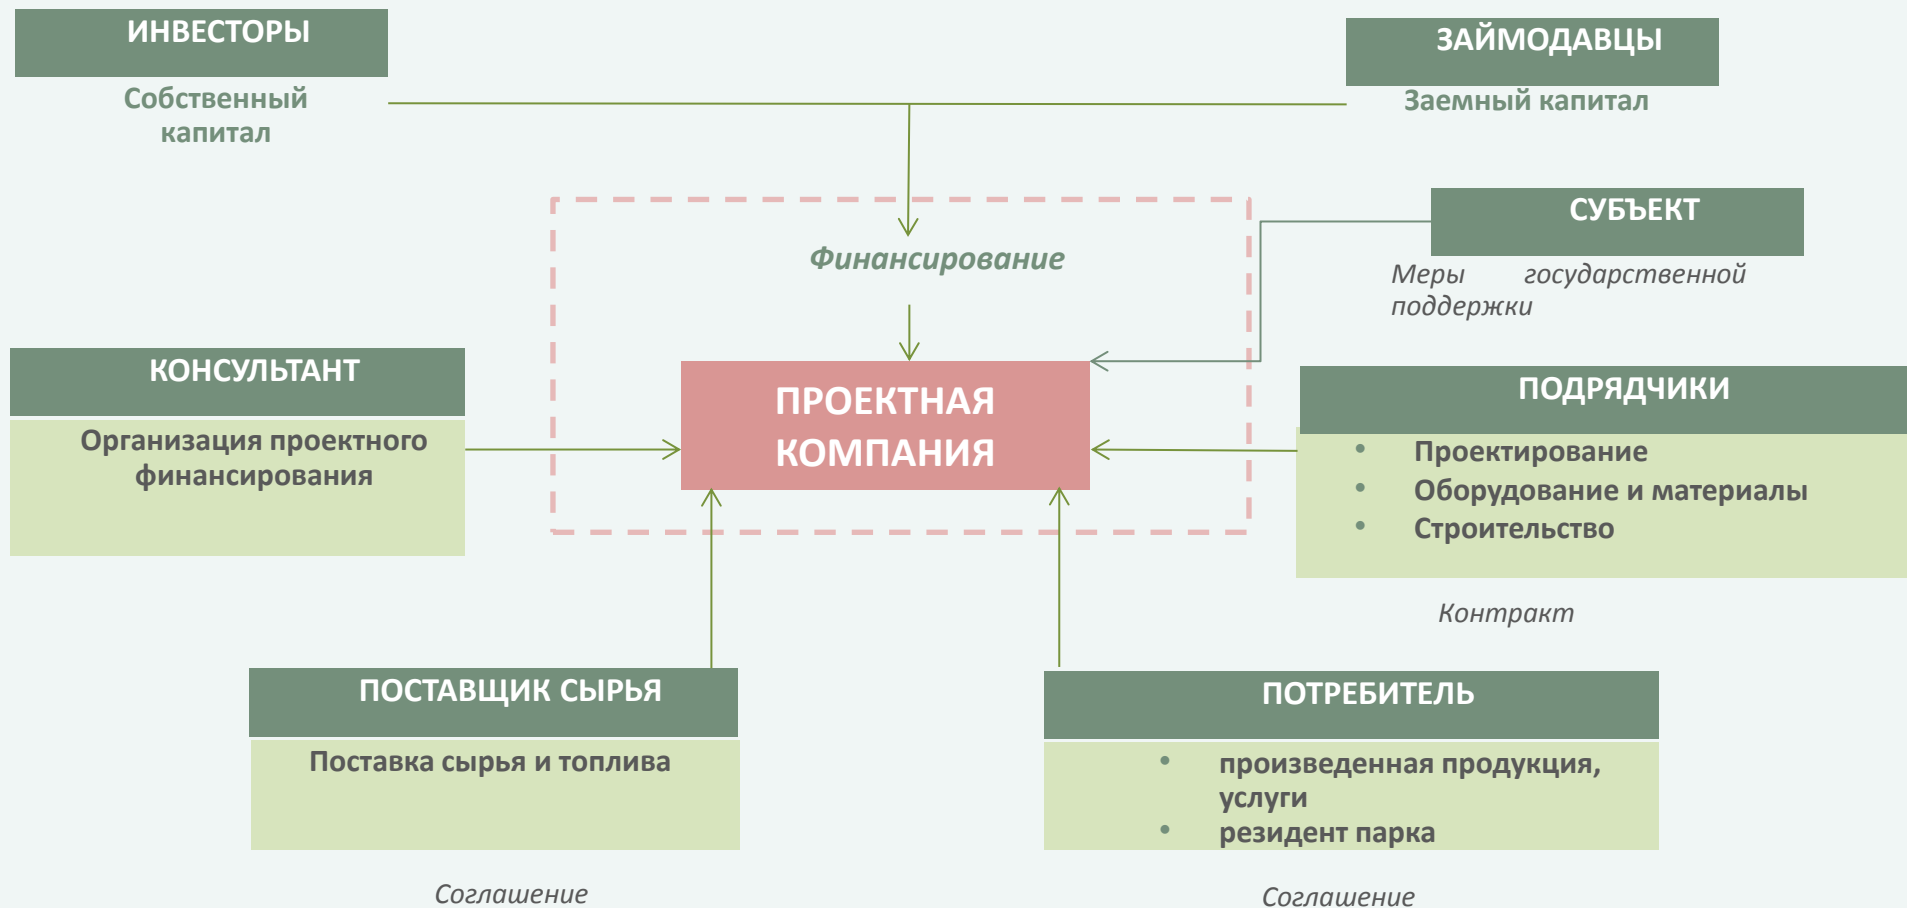 ИНВЕСТОРЫ
Собственный
капитал
ЗАЙМОДАВЦЫ
Заемный капитал
СУБЪЕКТ
Меры государственной
поддержки
Финансирование
КОНСУЛЬТАНТ
Организация проектного
финансирования
ПРОЕКТНАЯ
КОМПАНИЯ
ПОДРЯДЧИКИ
• Проектирование
• Оборудование и материалы
• Строительство
Контракт
ПОСТАВЩИК СЫРЬЯ
Поставка сырья и топлива
Соглашение
ПОТРЕБИТЕЛЬ
• произведенная продукция,
услуги
• резидент парка
Соглашение